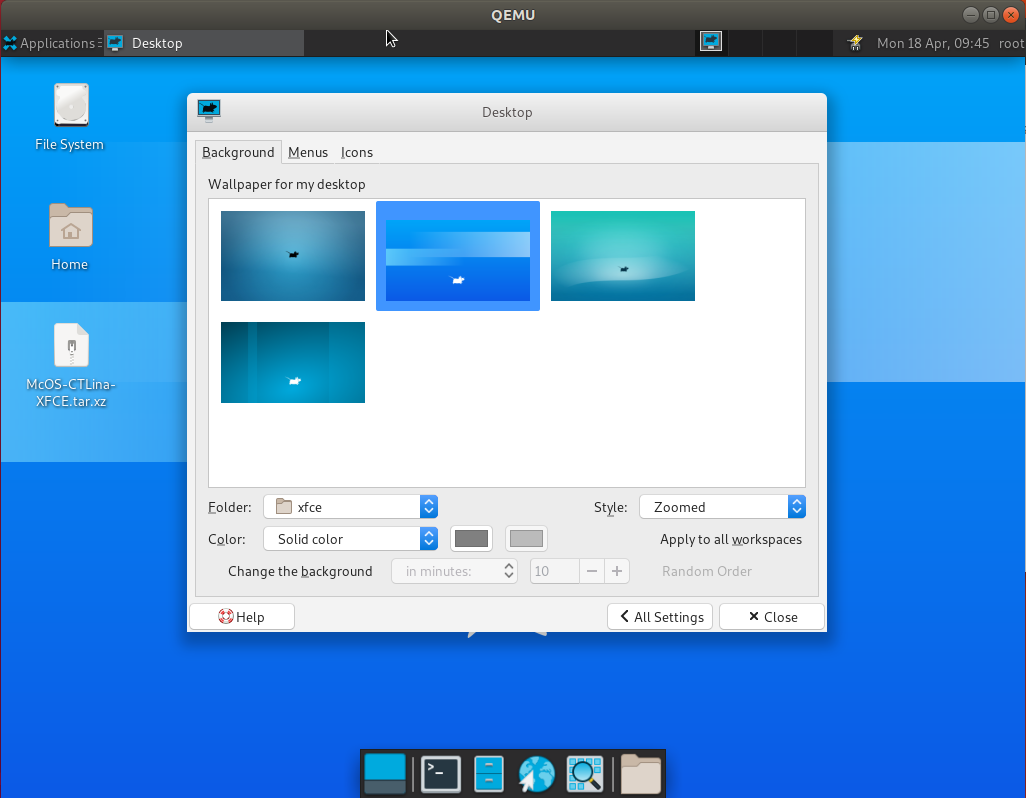 QEMU
Applications
Desktop
Mon 18 Apr, 09:45 root
File System
Home
McOS-CTLina-
XFCE.tar.xz
Desktop
Background Menus Icons
Wallpaper for my desktop
Folder: xfce Style: Zoomed
Color: Solid color Apply to all workspaces
Change the background in minutes: 10 Random Order
Help All Settings Close